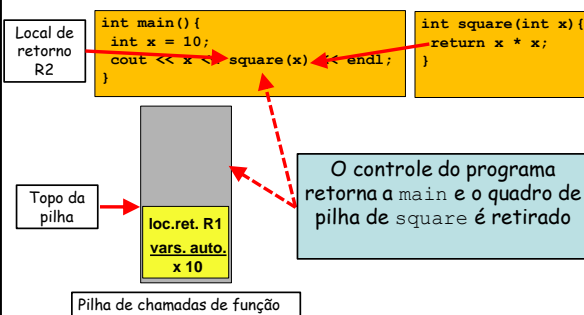 Local de
retorno
R2
int main(){
int x = 10;
cout << x << square(x) << endl;
}
int square(int x){
return x * x;
}
O controle do programa
retorna a main e o quadro de
pilha de square é retirado
Topo da
pilha
loc.ret. R1
vars. auto.
x 10
Pilha de chamadas de função